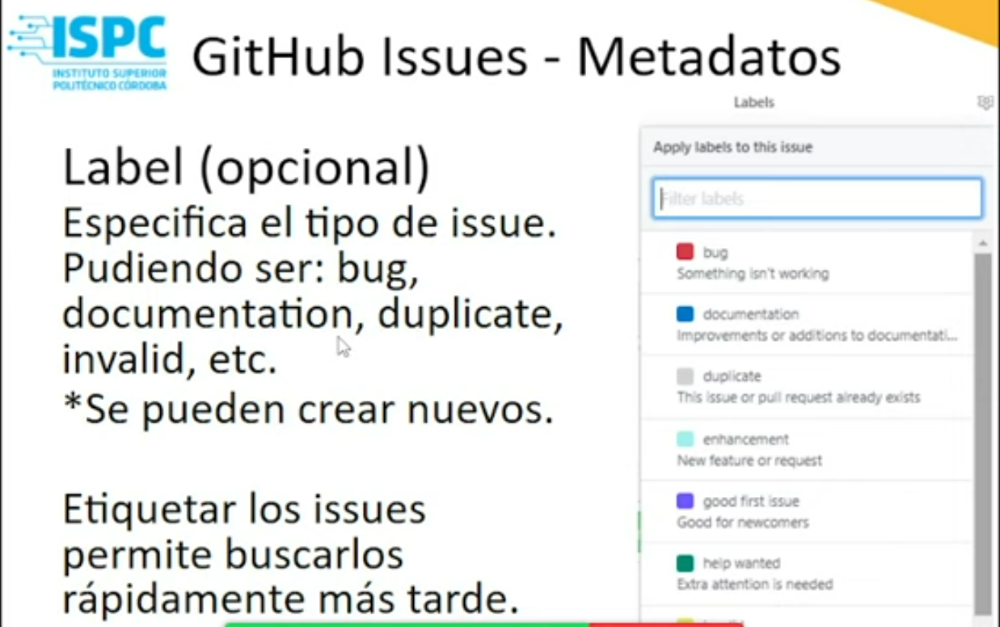 ISPC
INSTITUTO SUPERIOR
POLITÉCNICO CÓRDOBA
GitHub Issues - Metadatos
Label (opcional)
Especifica el tipo de issue.
Pudiendo ser: bug,
documentation, duplicate,
invalid, etc.
*Se pueden crear nuevos.
Etiquetar los issues
permite buscarlos
rápidamente más tarde.
Labels
Apply labels to this issue
Filter labels
bug
Something isn't working
documentation
Improvements or additions to documentati...
duplicate
This issue or pull request already exists
enhancement
New feature or request
good first issue
Good for newcomers
help wanted
Extra attention is needed